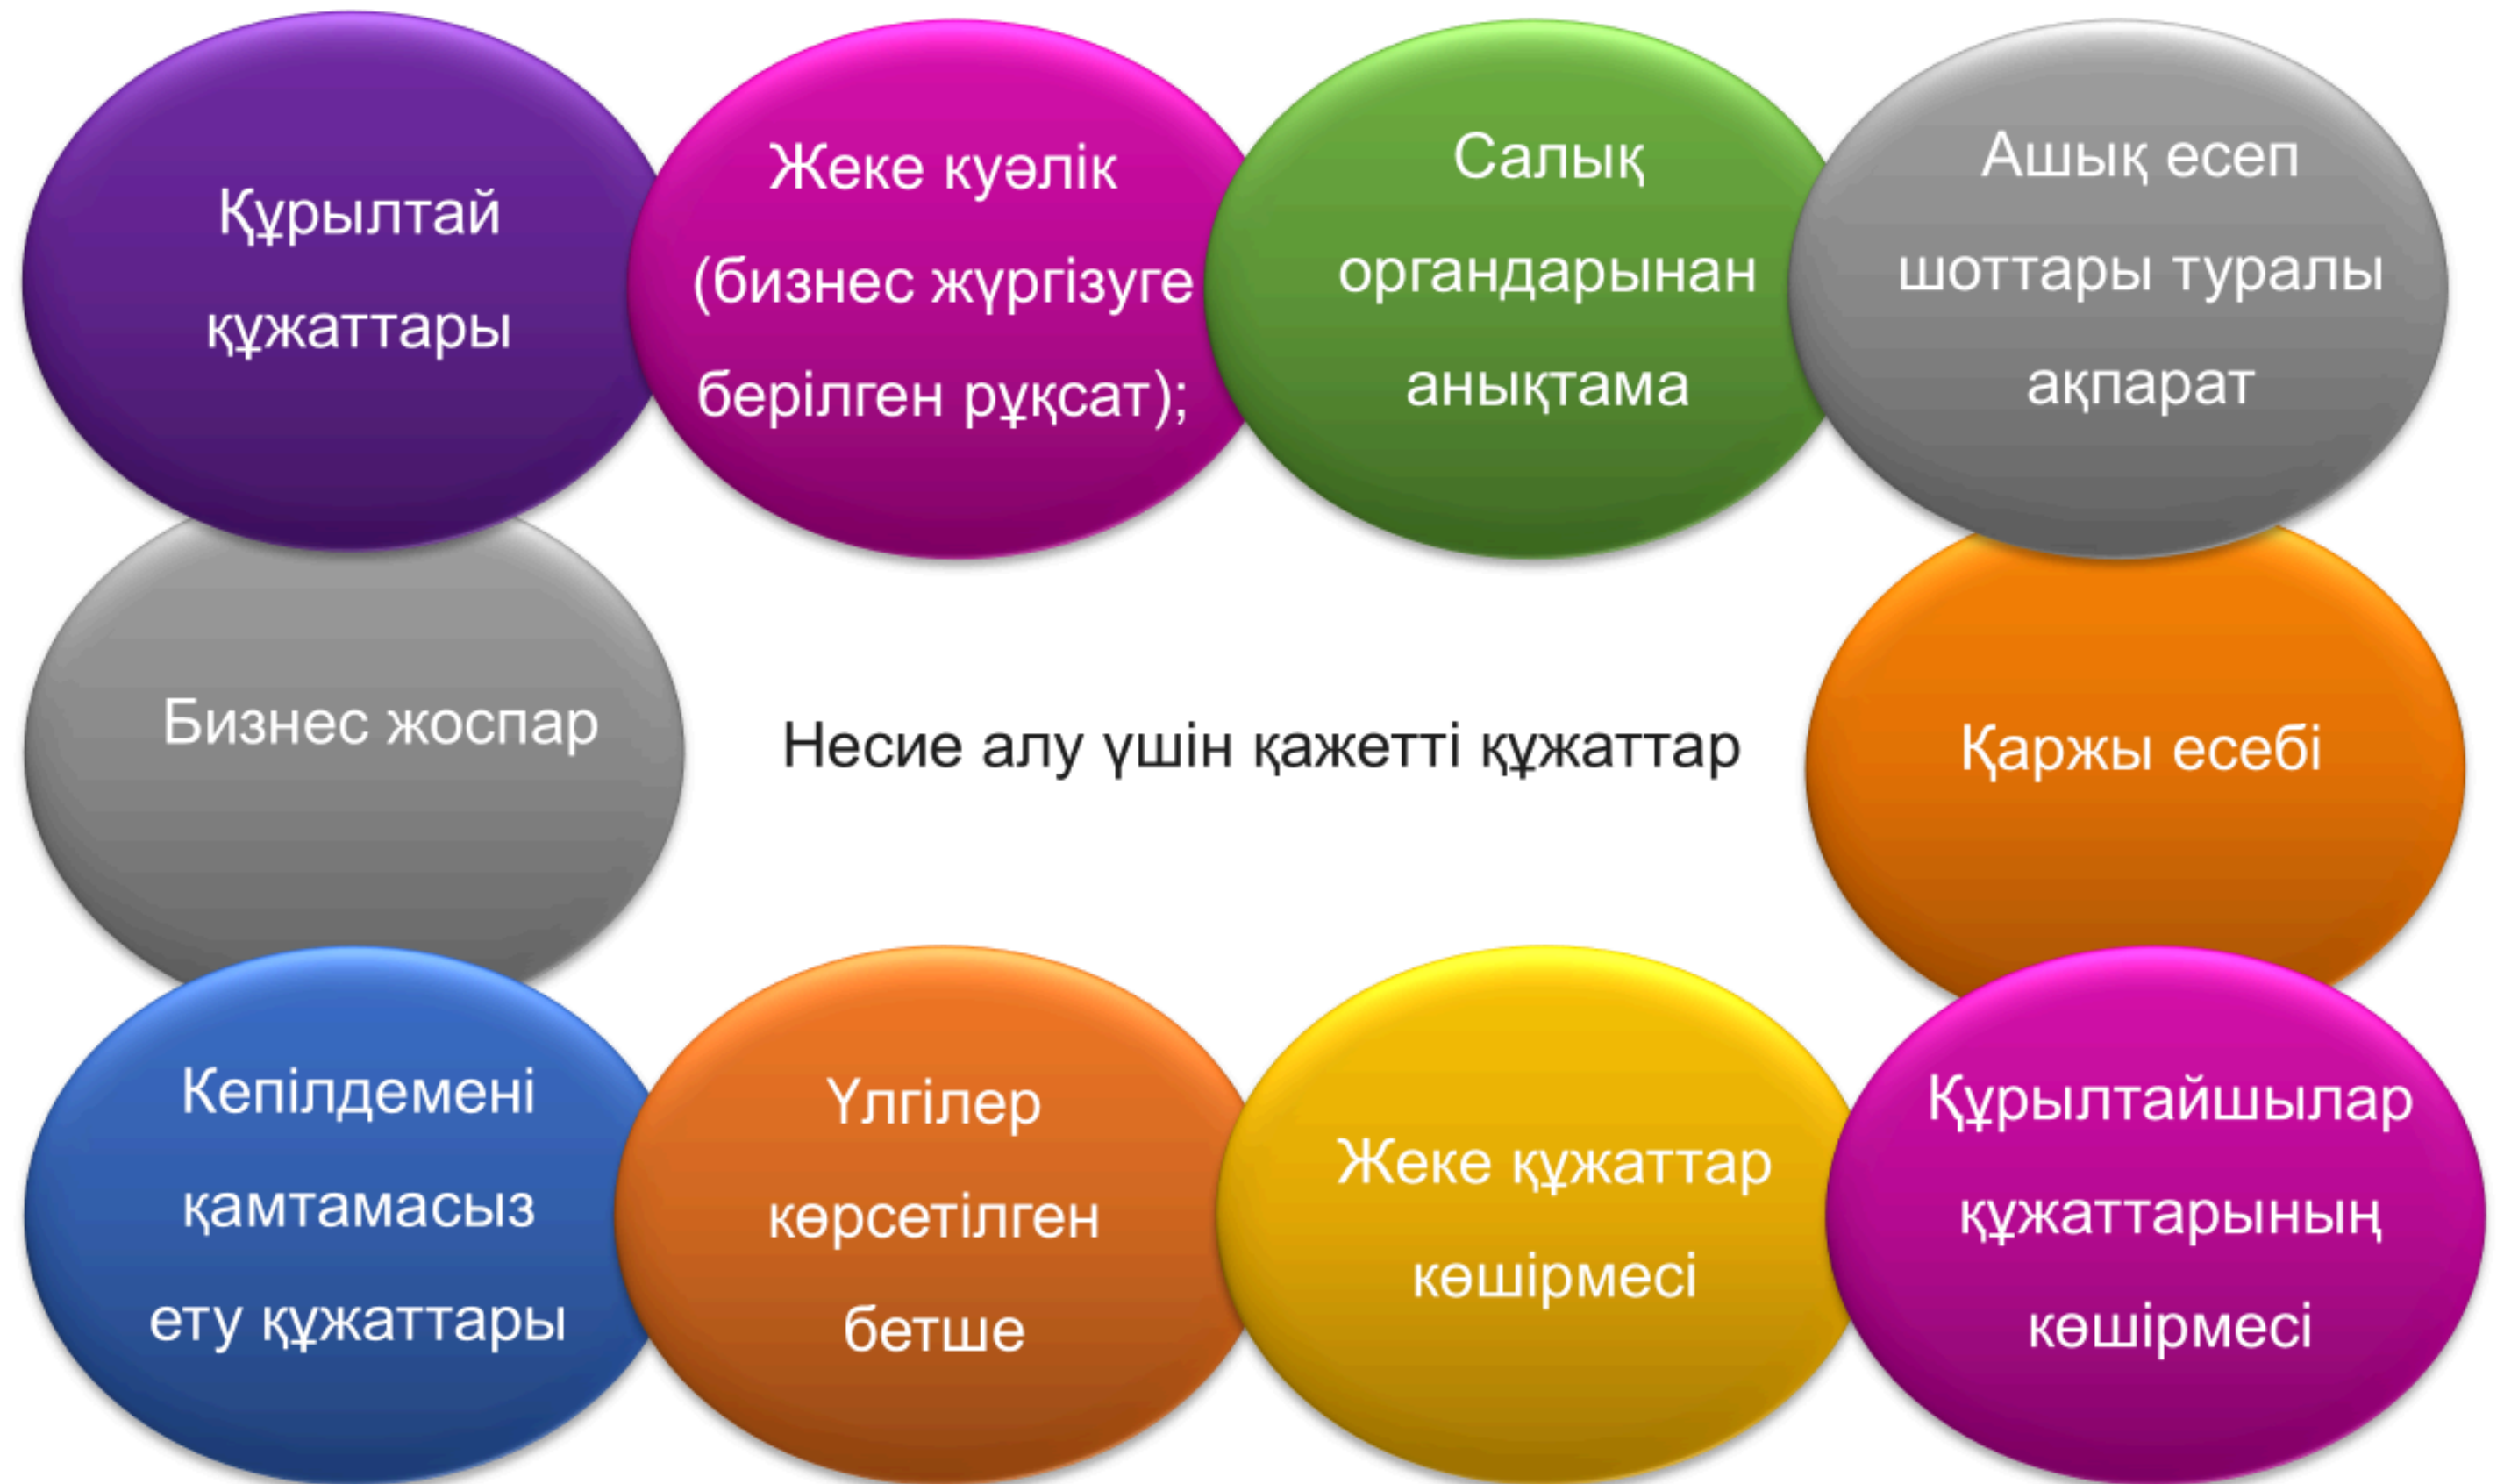 Құрылтай
құжаттары
Жеке куәлік
(бизнес жүргізуге
берілген рұқсат);
Салық
органдарынан
анықтама
Ашық есеп
шоттары туралы
ақпарат
Бизнес жоспар
Несие алу үшін қажетті құжаттар
Қаржы есебі
Кепілдемені
қамтамасыз
ету құжаттары
Үлгілер
көрсетілген
бетше
Жеке құжаттар
көшірмесі
Құрылтайшылар
құжаттарының
көшірмесі